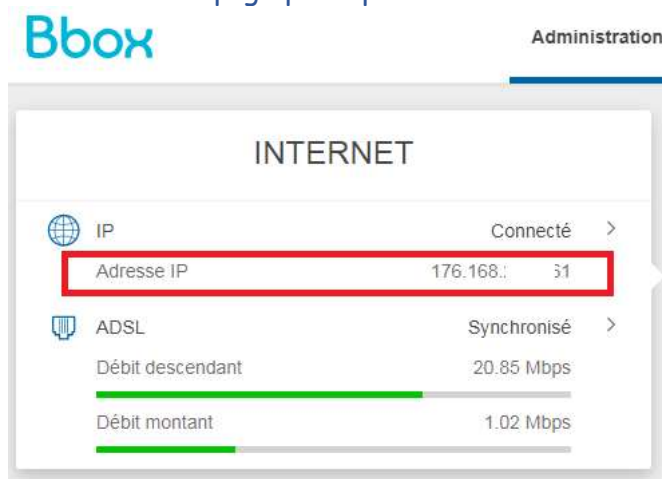 Bbox
Administration
INTERNET
IP Connecté
Adresse IP 176.168.
ADSL Synchronisé
Débit descendant 20.85 Mbps
Débit montant 1.02 Mbps